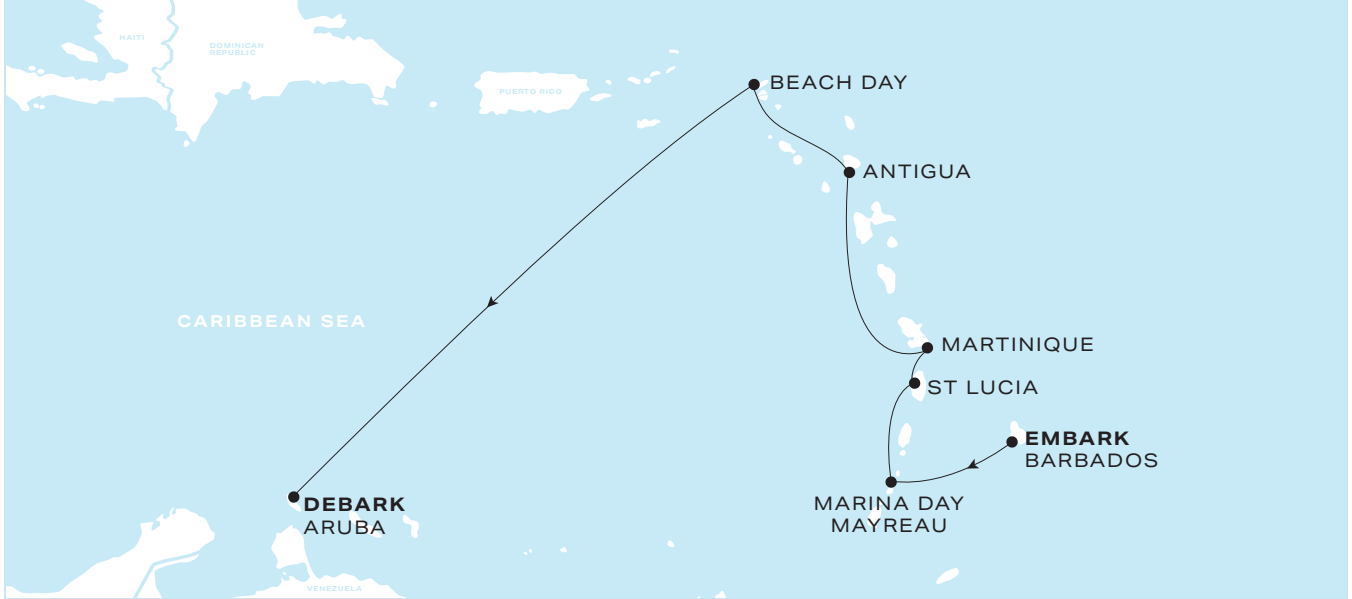 HAITI
DOMINICAN
REPUBLIC
PUERTO RICO
BEACH DAY
ANTIGUA
CARIBBEAN SEA
MARTINIQUE
ST LUCIA
EMBARK
BARBADOS
MARINA DAY
MAYREAU
DEBARK
ARUBA
VENEZUELA